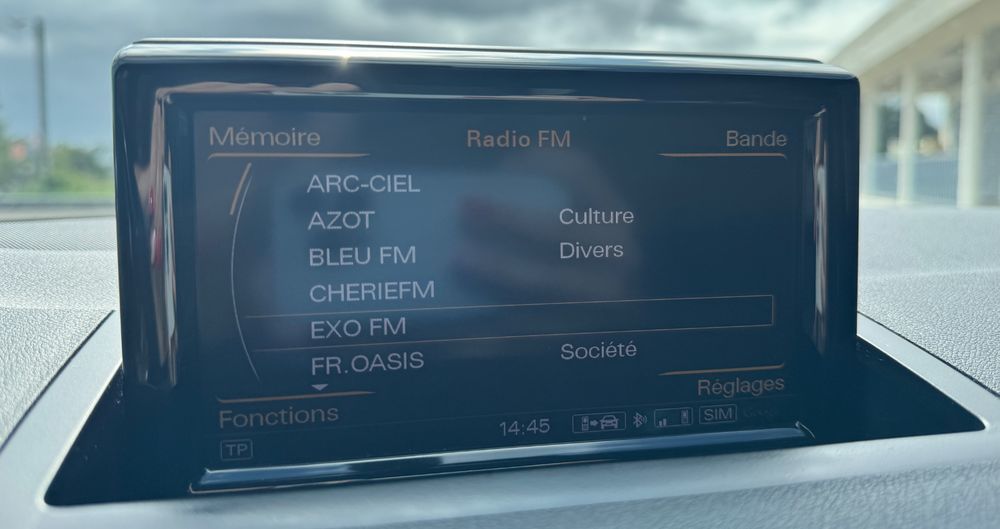 Mémoire Radio FM Bande
ARC-CIEL
AZOT Culture
BLEU FM Divers
CHERIEFM
EXO FM
FR.OASIS Société
Fonctions Réglages
TP 14:45 SIM